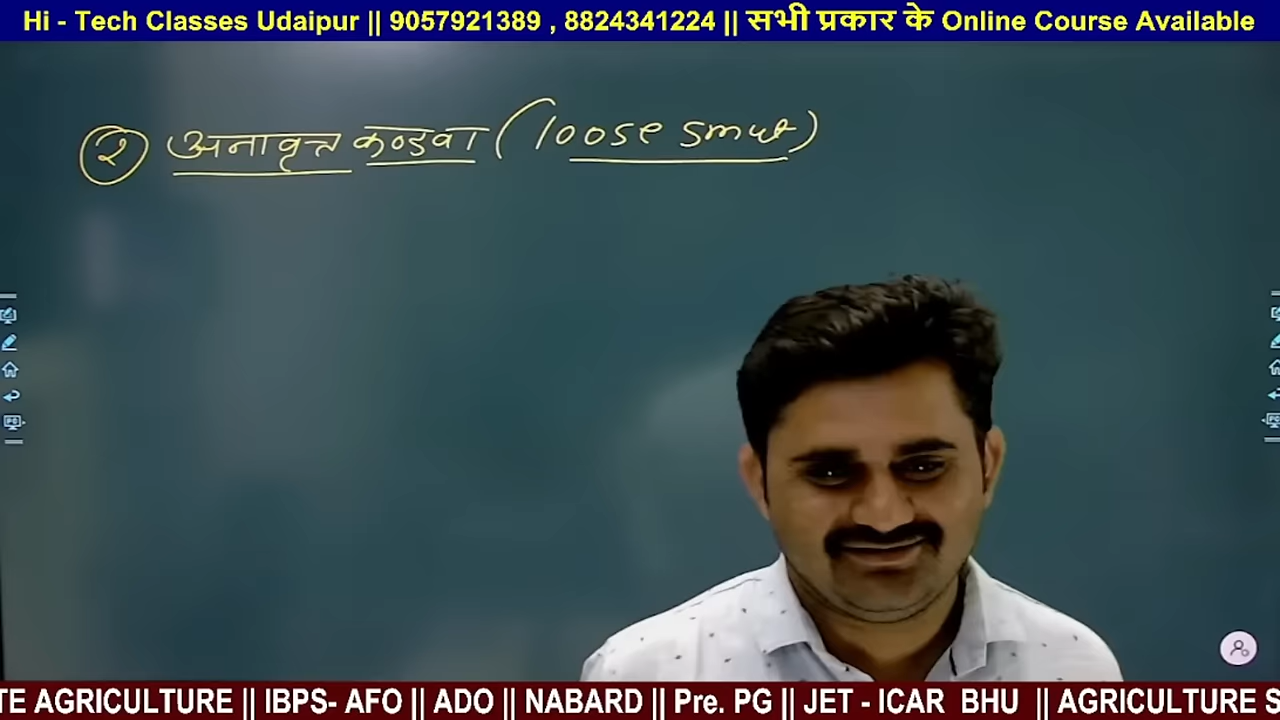 Hi - Tech Classes Udaipur || 9057921389 , 8824341224 || सभी प्रकार के Online Course Available
२ अनावृत्त कण्डवा (loose smut)
TE AGRICULTURE || IBPS- AFO || ADO || NABARD || Pre. PG || JET - ICAR BHU || AGRICULTURE S